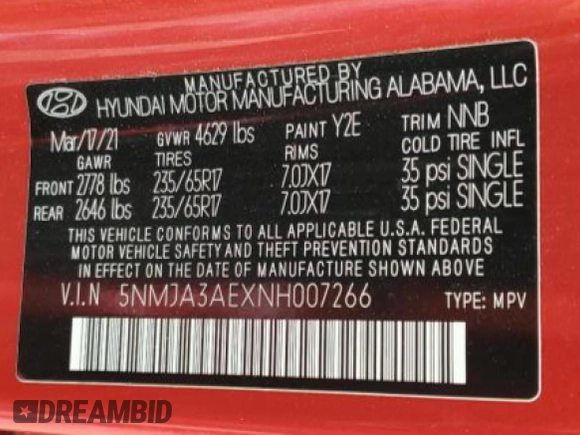 MANUFACTURED BY
HYUNDAI MOTOR MANUFACTURING ALABAMA, LLC
Mar/17/21 GVWR 4629 lbs PAINT Y2E TRIM NNB
GAWR TIRES RIMS COLD TIRE INFL
FRONT 2778 lbs 235/65R17 7.0JX17 35 psi SINGLE
REAR 2646 lbs 235/65R17 7.0JX17 35 psi SINGLE
THIS VEHICLE CONFORMS TO ALL APPLICABLE U.S.A. FEDERAL
MOTOR VEHICLE SAFETY AND THEFT PREVENTION STANDARDS
IN EFFECT ON THE DATE OF MANUFACTURE SHOWN ABOVE.
V.I.N 5NMJA3AEXNH007266 TYPE: MPV
DREAMBID